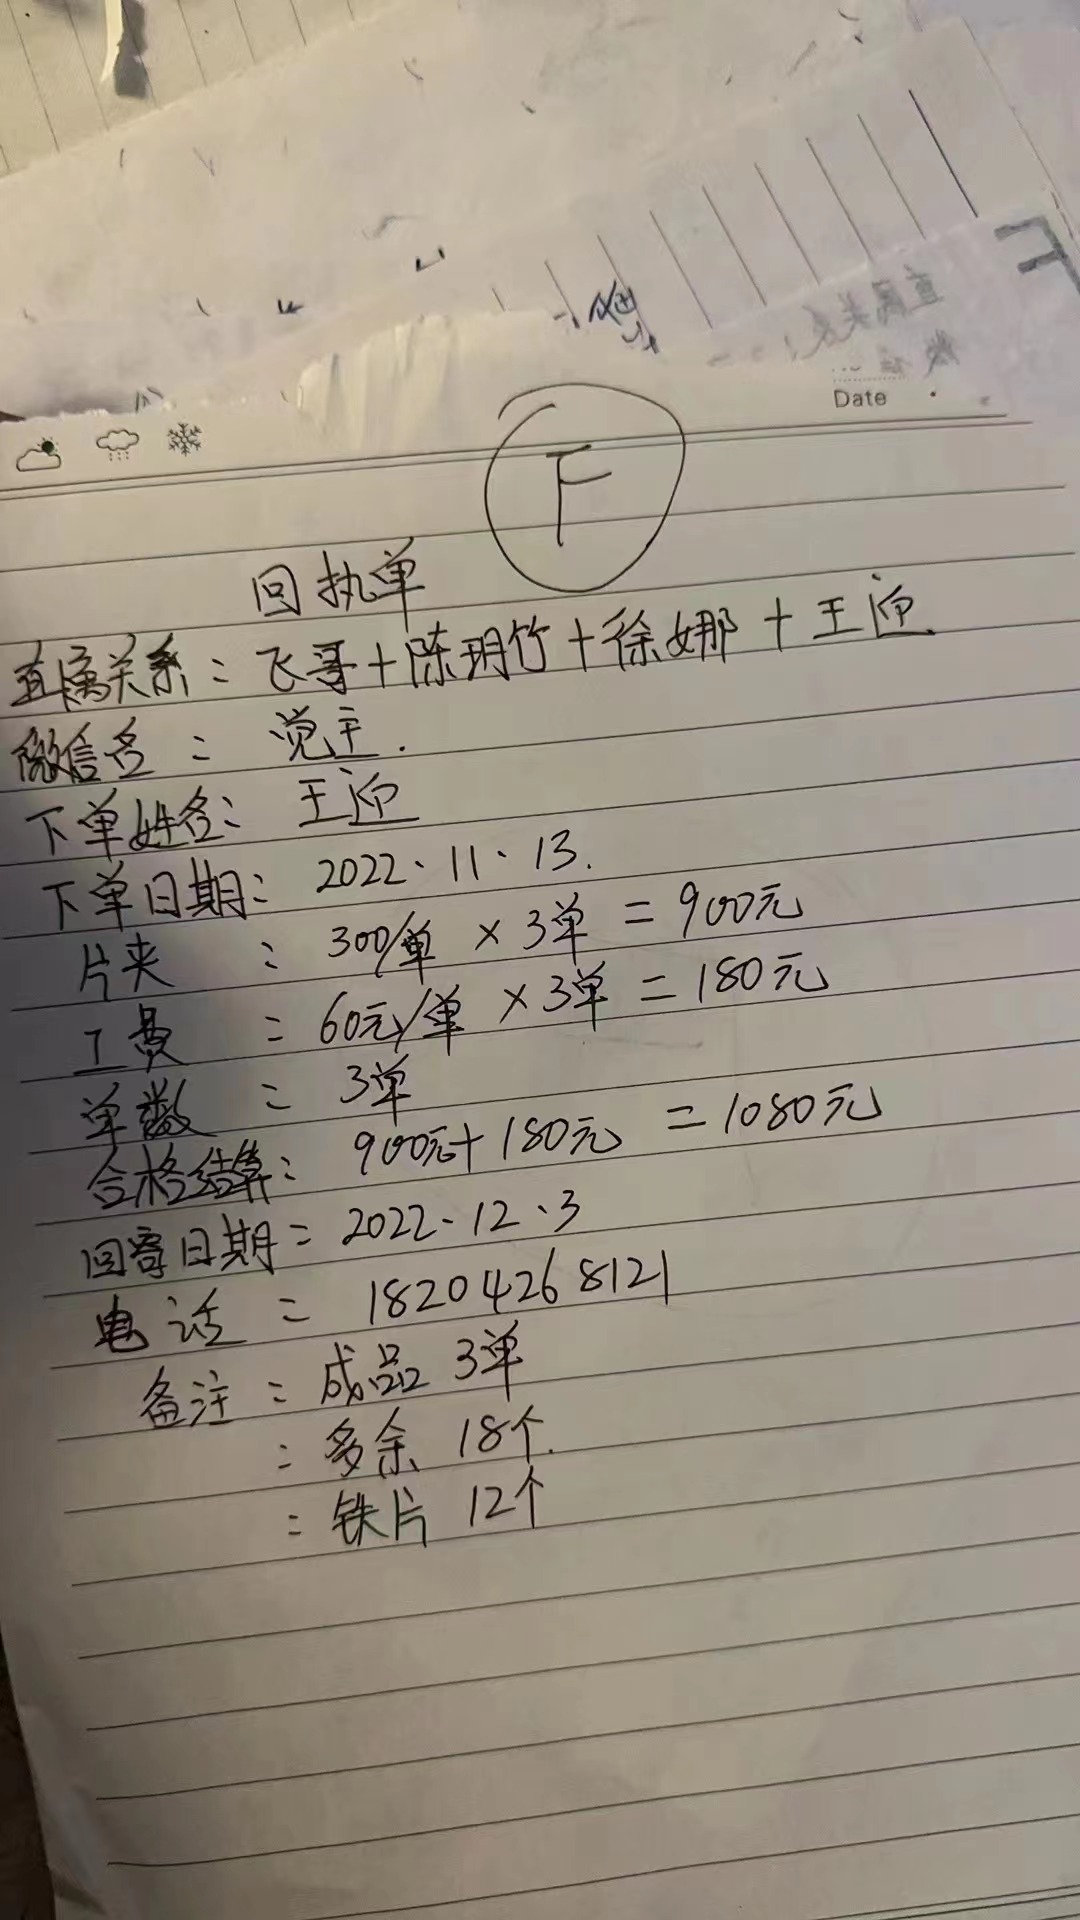 Date
F
回执单
直属关系：飞哥+陈玥竹+徐娜+王迎
微信名：觉主.
下单姓名：王迎
下单日期：2022.11.13.
片夹：300/单×3单=900元
工费：60元/单×3单=180元
单数：3单
合格结算：900元+180元=1080元
回寄日期：2022.12.3
电话：18204268121
备注：成品 3单
：多余 18个.
：铁片 12个